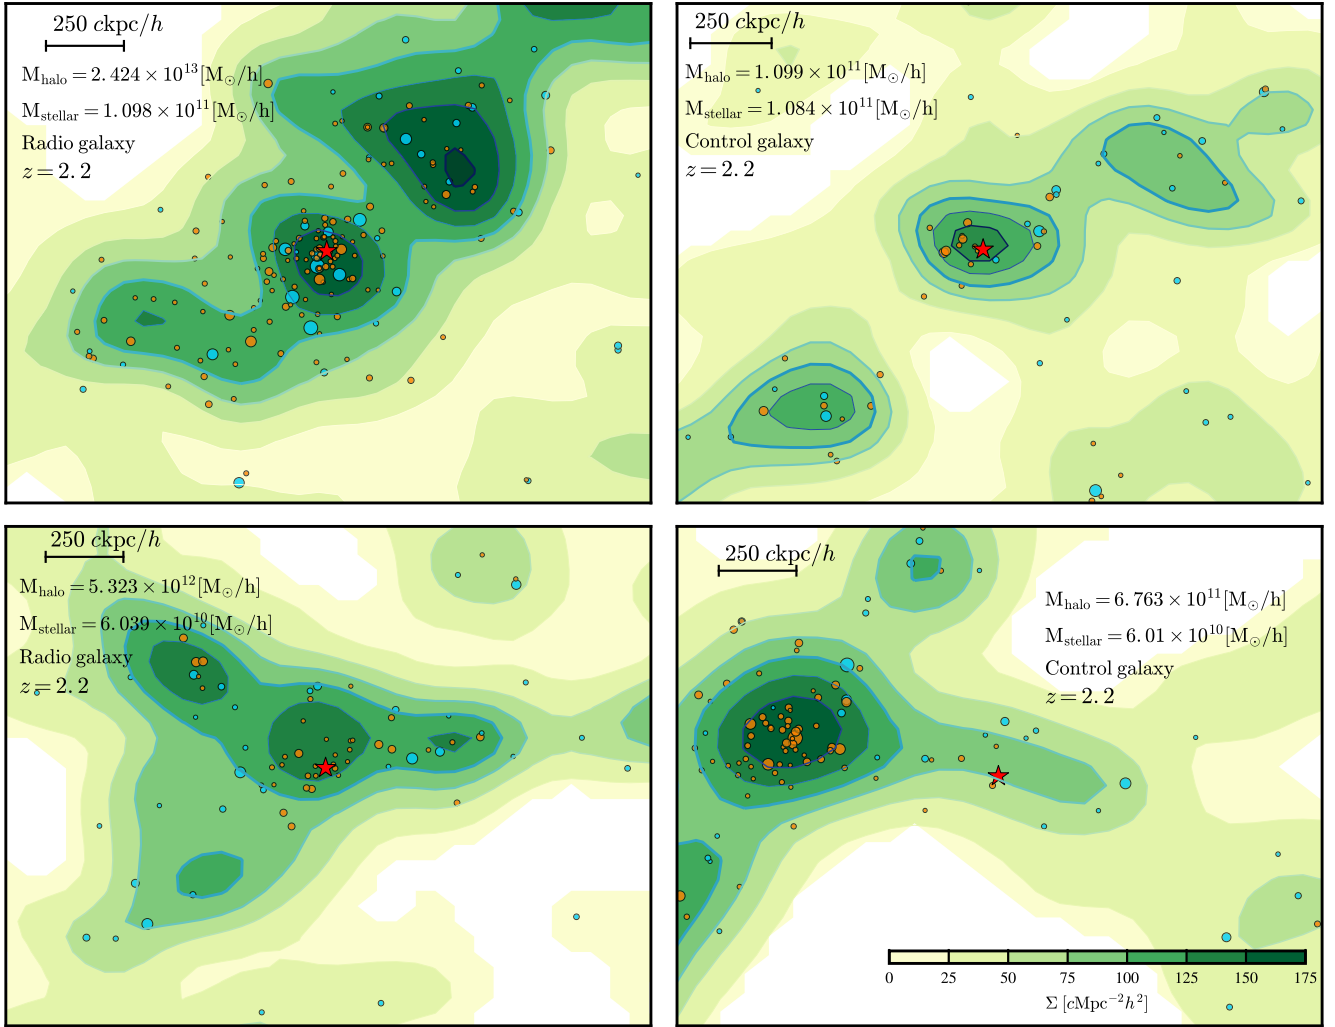 250 ckpc/h
M_halo = 2.424 × 10^13 [M_⊙/h]
M_stellar = 1.098 × 10^11 [M_⊙/h]
Radio galaxy
z = 2.2
250 ckpc/h
M_halo = 1.099 × 10^11 [M_⊙/h]
M_stellar = 1.084 × 10^11 [M_⊙/h]
Control galaxy
z = 2.2
250 ckpc/h
M_halo = 5.323 × 10^12 [M_⊙/h]
M_stellar = 6.039 × 10^10 [M_⊙/h]
Radio galaxy
z = 2.2
250 ckpc/h
M_halo = 6.763 × 10^11 [M_⊙/h]
M_stellar = 6.01 × 10^10 [M_⊙/h]
Control galaxy
z = 2.2
0 25 50 75 100 125 150 175
Σ [cMpc^−2 h^2]